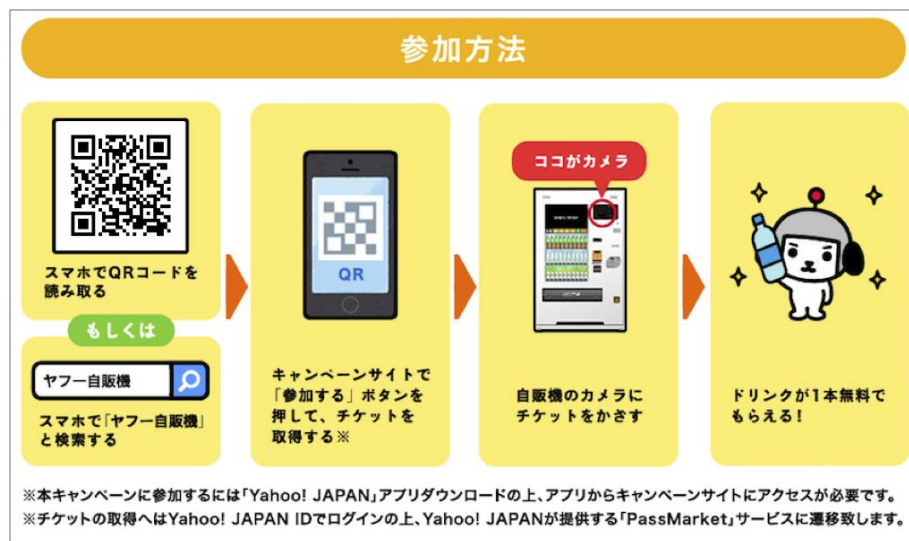 参加方法
スマホでQRコードを
読み取る
もしくは
ヤフー自販機
スマホで「ヤフー自販機」
と検索する
QR
キャンペーンサイトで
「参加する」ボタンを
押して、チケットを
取得する※
ココがカメラ
自販機のカメラに
チケットをかざす
ドリンクが1本無料で
もらえる!
※本キャンペーンに参加するには「Yahoo! JAPAN」アプリダウンロードの上、アプリからキャンペーンサイトにアクセスが必要です。
※チケットの取得へはYahoo! JAPAN IDでログインの上、Yahoo! JAPANが提供する「PassMarket」サービスに遷移致します。